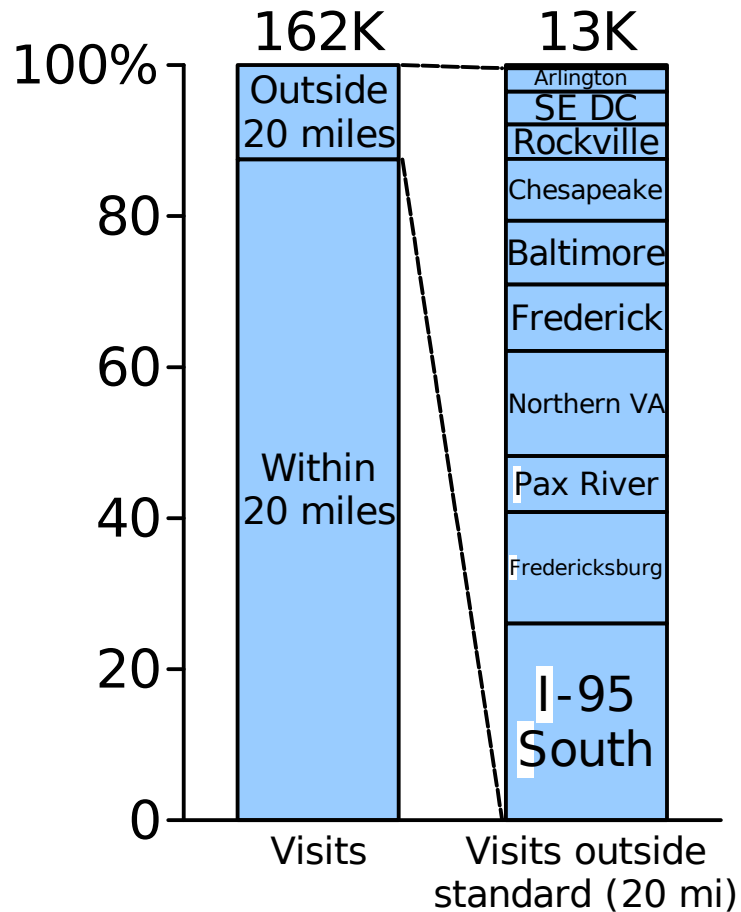 162K
13K
100%
80
60
40
20
0
Outside
20 miles
Within
20 miles
Arlington
SE DC
Rockville
Chesapeake
Baltimore
Frederick
Northern VA
Pax River
Fredericksburg
I-95
South
Visits
Visits outside
standard (20 mi)